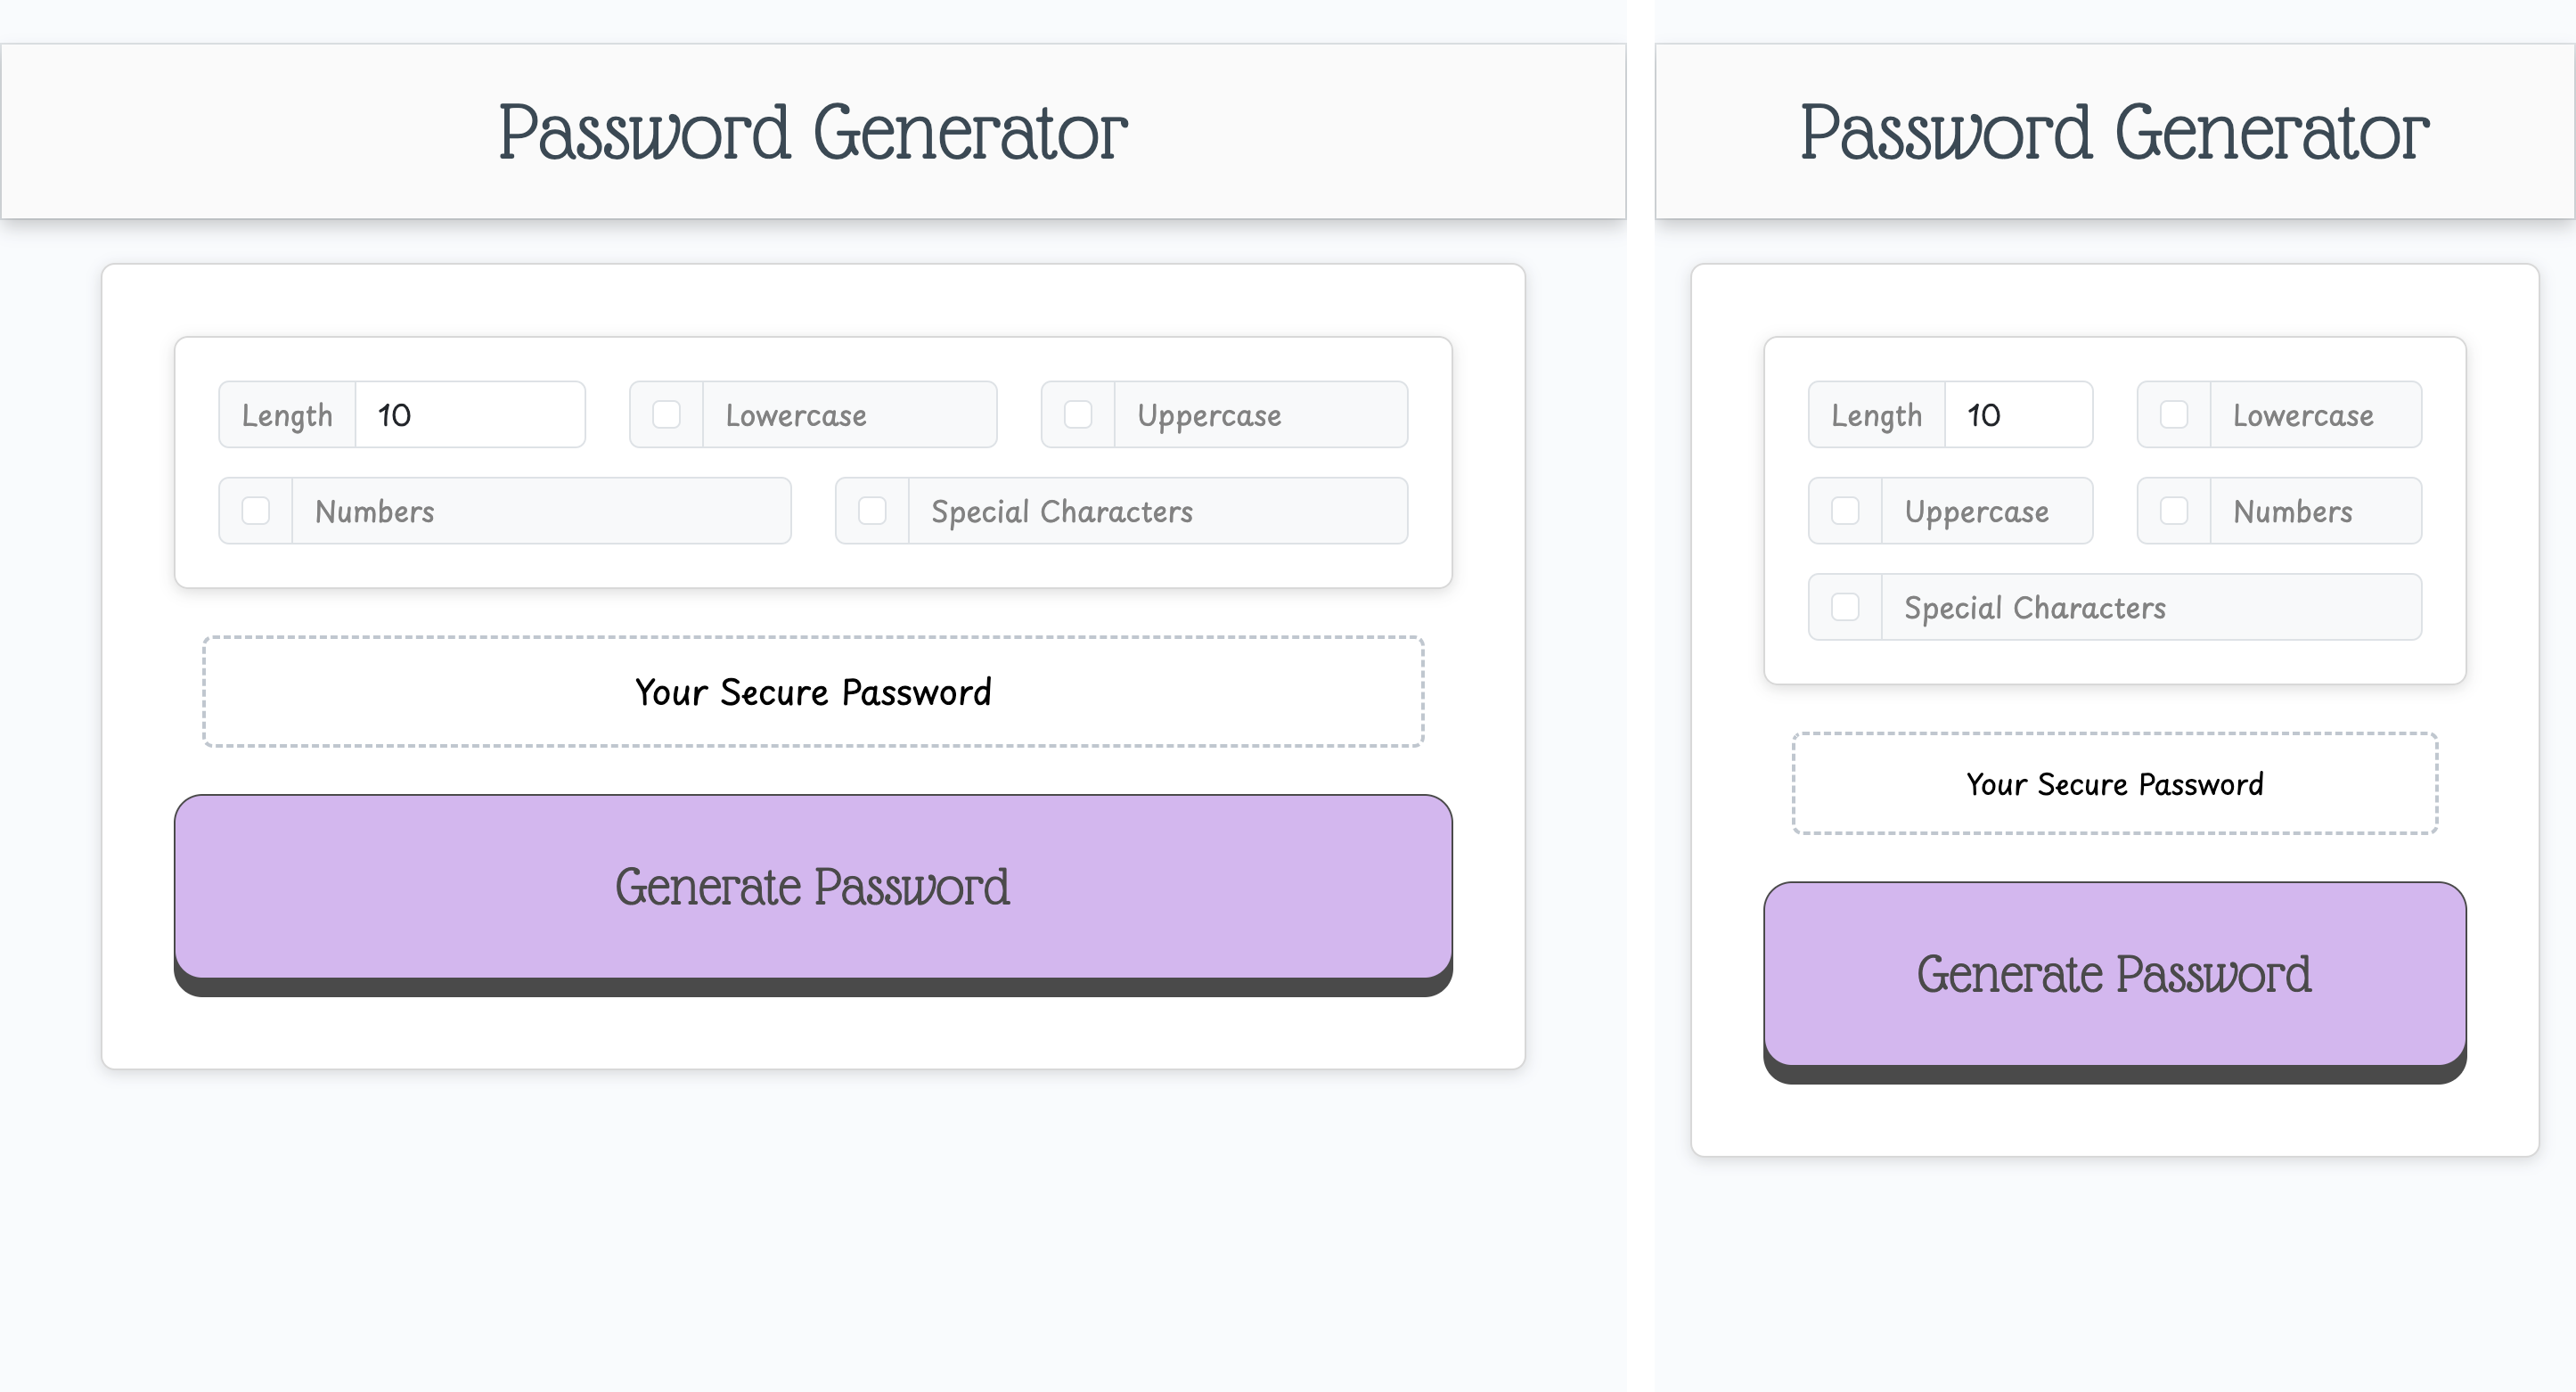 Password Generator
Length 10 Lowercase Uppercase
Numbers Special Characters
Your Secure Password
Generate Password
Password Generator
Length 10 Lowercase
Uppercase Numbers
Special Characters
Your Secure Password
Generate Password